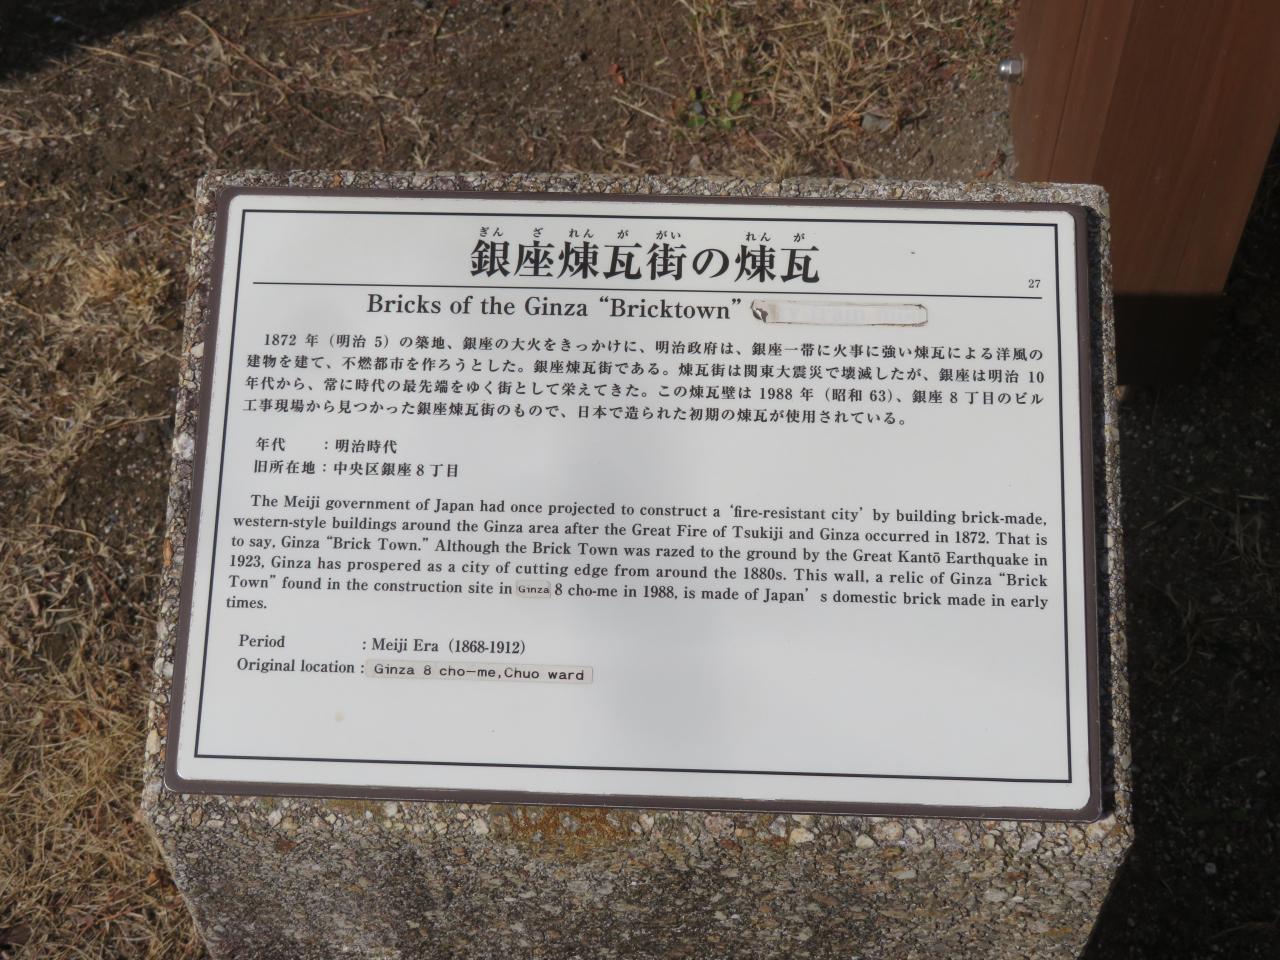 ぎん ざ れん が がい れん が
銀座煉瓦街の煉瓦
27
Bricks of the Ginza “Bricktown”
1872 年（明治 5）の築地、銀座の大火をきっかけに、明治政府は、銀座一帯に火事に強い煉瓦による洋風の
建物を建て、不燃都市を作ろうとした。銀座煉瓦街である。煉瓦街は関東大震災で壊滅したが、銀座は明治 10
年代から、常に時代の最先端をゆく街として栄えてきた。この煉瓦壁は 1988 年（昭和 63）、銀座 8 丁目のビル
工事現場から見つかった銀座煉瓦街のもので、日本で造られた初期の煉瓦が使用されている。
年代　　：明治時代
旧所在地：中央区銀座 8 丁目
The Meiji government of Japan had once projected to construct a ‘fire-resistant city’ by building brick-made,
western-style buildings around the Ginza area after the Great Fire of Tsukiji and Ginza occurred in 1872. That is
to say, Ginza “Brick Town.” Although the Brick Town was razed to the ground by the Great Kantō Earthquake in
1923, Ginza has prospered as a city of cutting edge from around the 1880s. This wall, a relic of Ginza “Brick
Town” found in the construction site in Ginza 8 cho-me in 1988, is made of Japan’s domestic brick made in early
times.
Period : Meiji Era (1868-1912)
Original location : Ginza 8 cho-me,Chuo ward